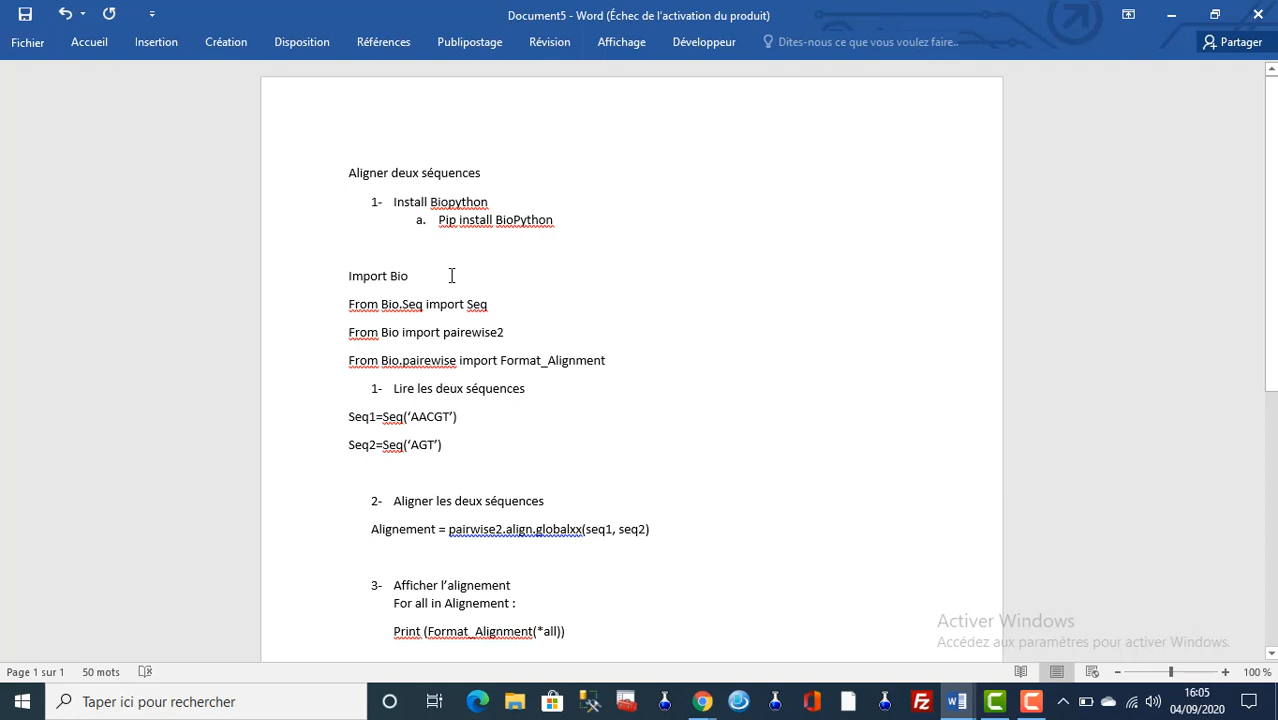 Document5 - Word (Échec de l'activation du produit)
Fichier Accueil Insertion Création Disposition Références Publipostage Révision Affichage Développeur Dites-nous ce que vous voulez faire.. Partager
Aligner deux séquences
1- Install Biopython
a. Pip install BioPython
Import Bio
From Bio.Seq import Seq
From Bio import pairewise2
From Bio.pairewise import Format_Alignment
1- Lire les deux séquences
Seq1=Seq(‘AACGT’)
Seq2=Seq(‘AGT’)
2- Aligner les deux séquences
Alignement = pairwise2.align.globalxx(seq1, seq2)
3- Afficher l’alignement
For all in Alignement :
Print (Format_Alignment(*all))
Activer Windows
Accédez aux paramètres pour activer Windows.
Page 1 sur 1 50 mots 100 %
Taper ici pour rechercher
16:05
04/09/2020